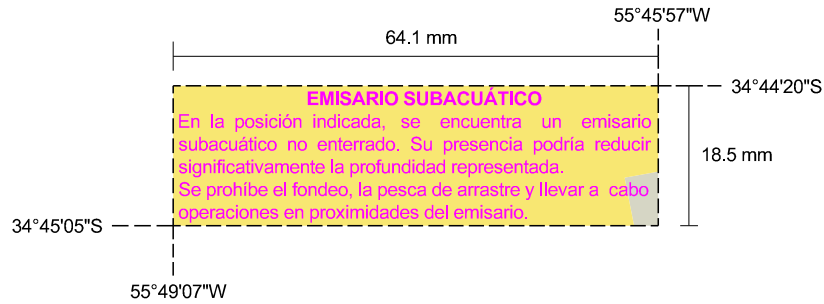 55°45'57"W
64.1 mm
34°44'20"S
EMISARIO SUBACUÁTICO
En la posición indicada, se encuentra un emisario
subacuático no enterrado. Su presencia podría reducir
significativamente la profundidad representada.
Se prohíbe el fondeo, la pesca de arrastre y llevar a cabo
operaciones en proximidades del emisario.
18.5 mm
34°45'05"S
55°49'07"W